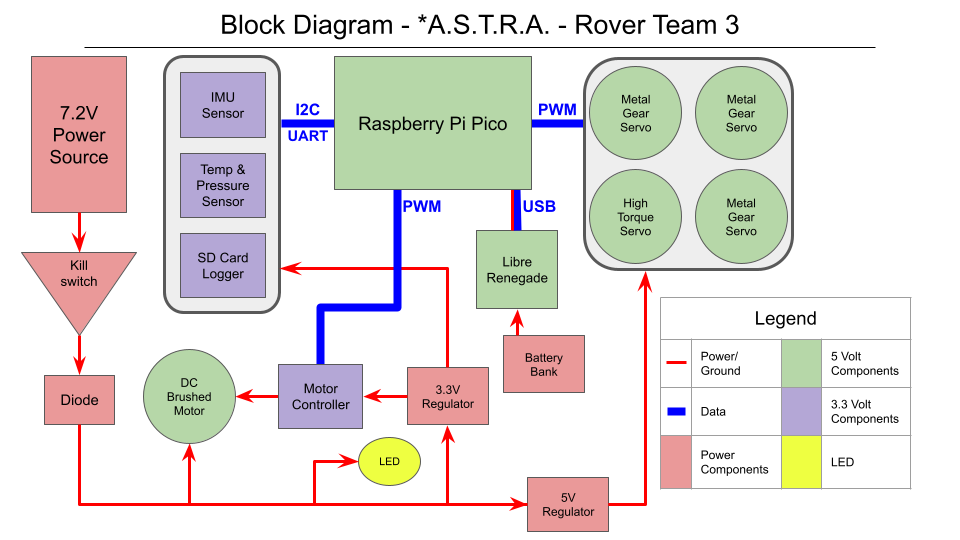 Block Diagram - *A.S.T.R.A. - Rover Team 3
7.2V
Power
Source
IMU
Sensor
Temp &
Pressure
Sensor
SD Card
Logger
I2C
UART
Raspberry Pi Pico
PWM
Metal
Gear
Servo
Metal
Gear
Servo
High
Torque
Servo
Metal
Gear
Servo
PWM
USB
Kill
switch
Libre
Renegade
Battery
Bank
Diode
DC
Brushed
Motor
Motor
Controller
3.3V
Regulator
LED
5V
Regulator
Legend
Power/
Ground
5 Volt
Components
Data
3.3 Volt
Components
Power
Components
LED